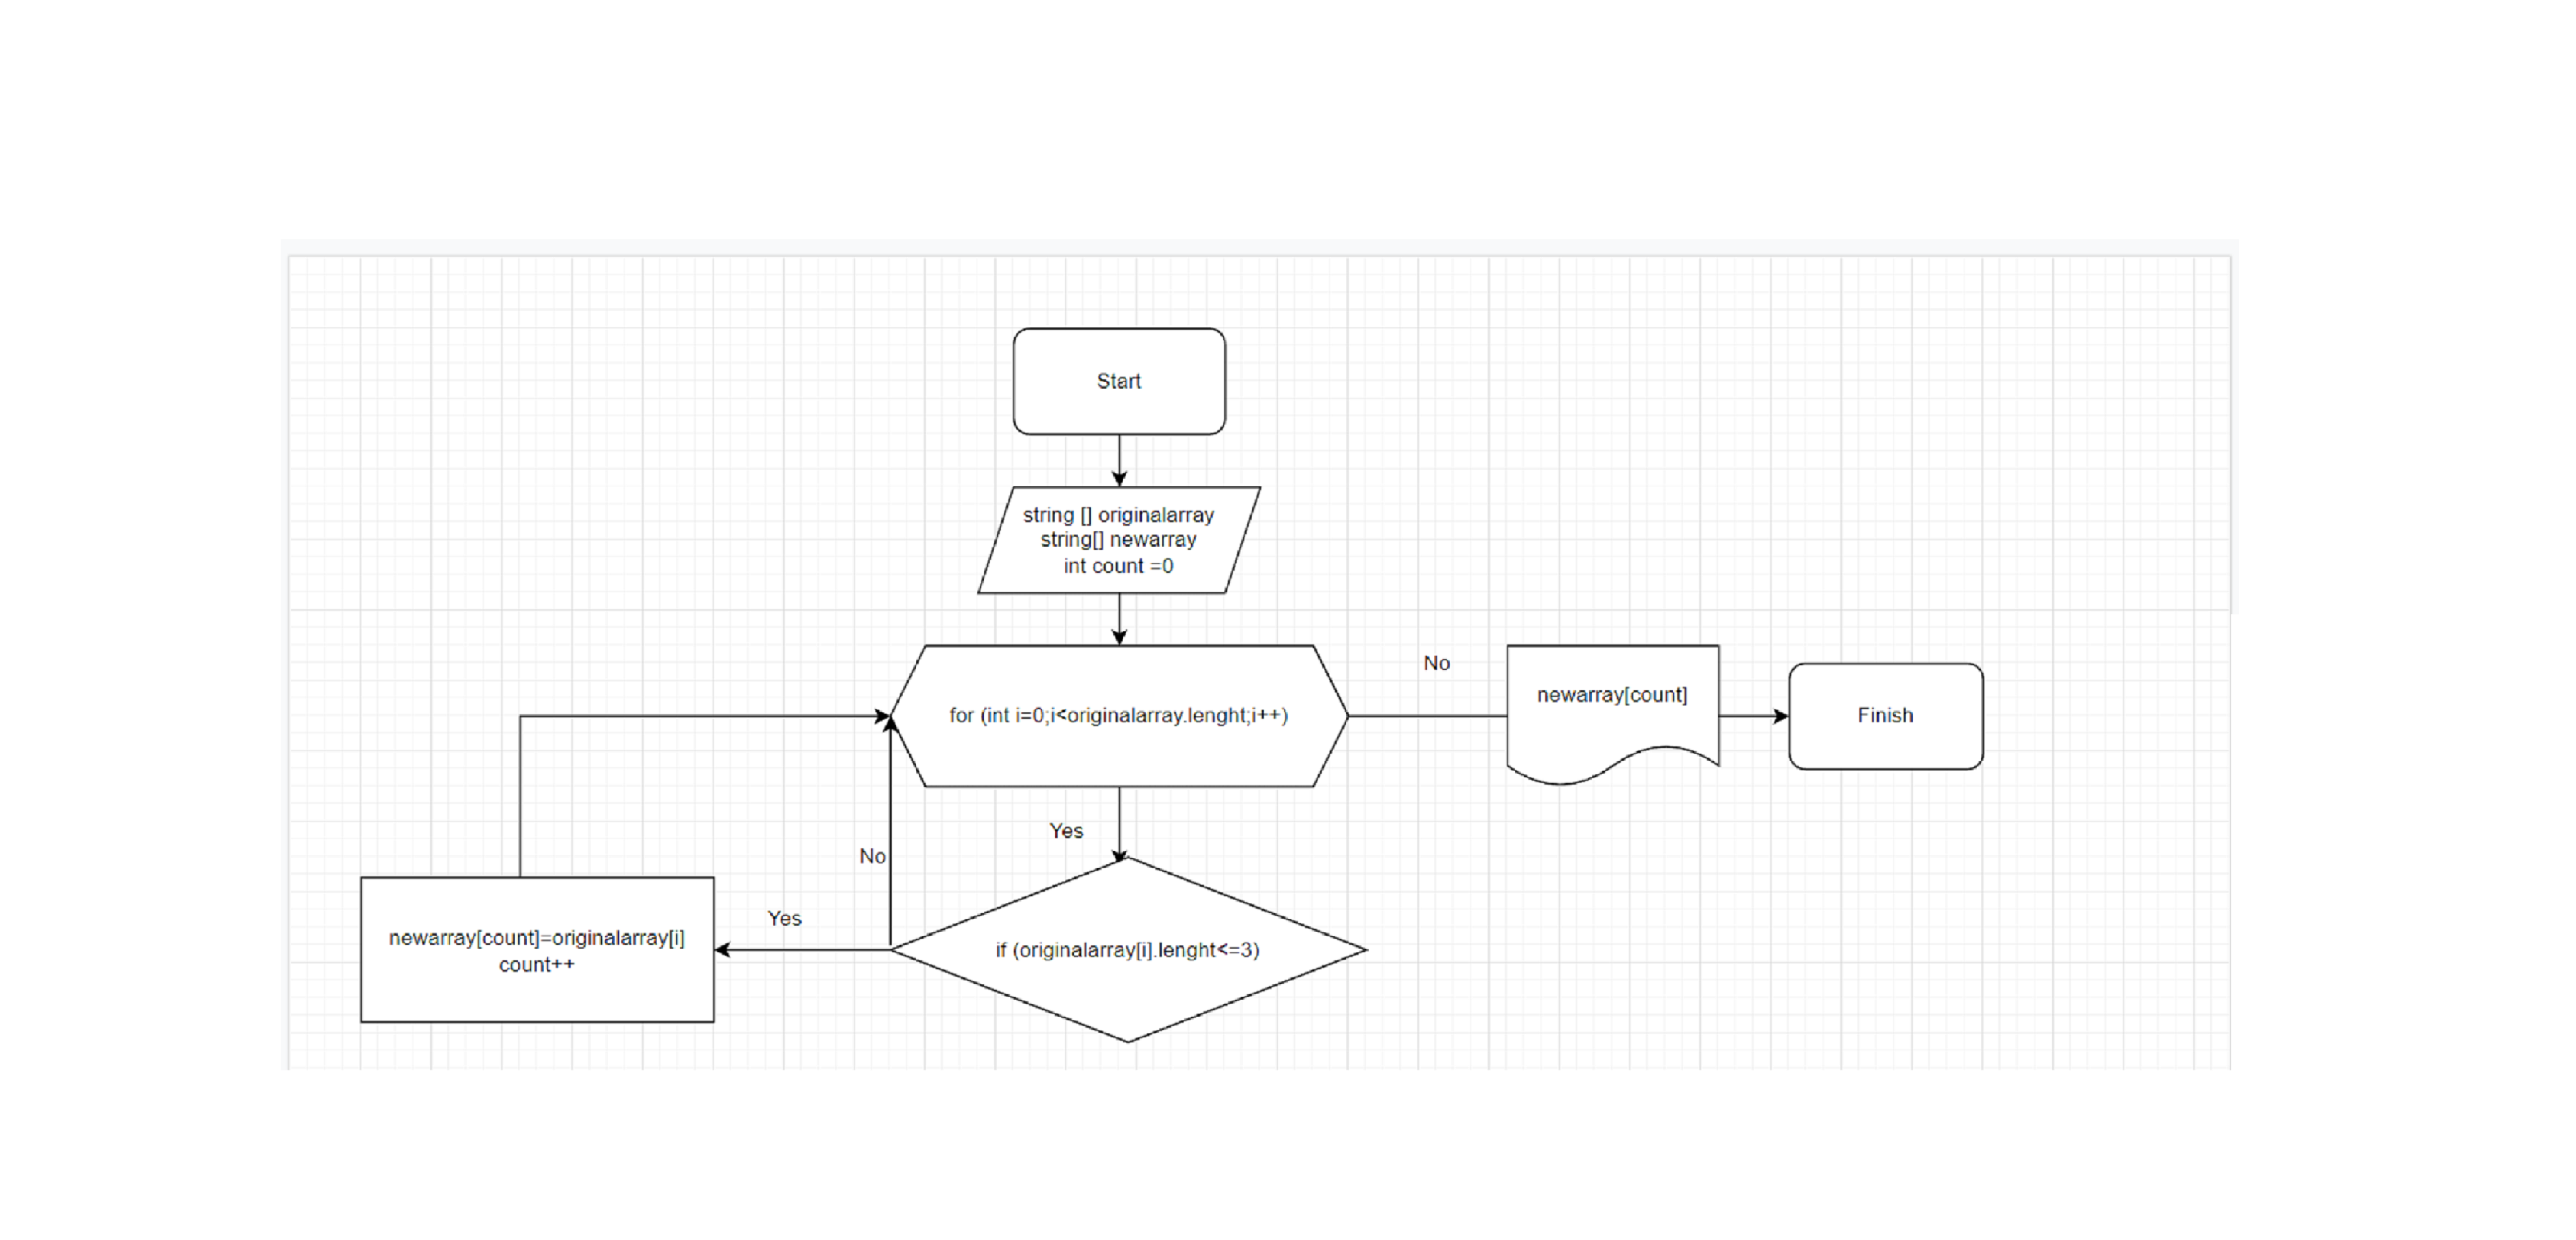 Start
string [] originalarray
string[] newarray
int count =0
for (int i=0;i<originalarray.lenght;i++)
No
newarray[count]
Finish
Yes
No
Yes
if (originalarray[i].lenght<=3)
newarray[count]=originalarray[i]
count++